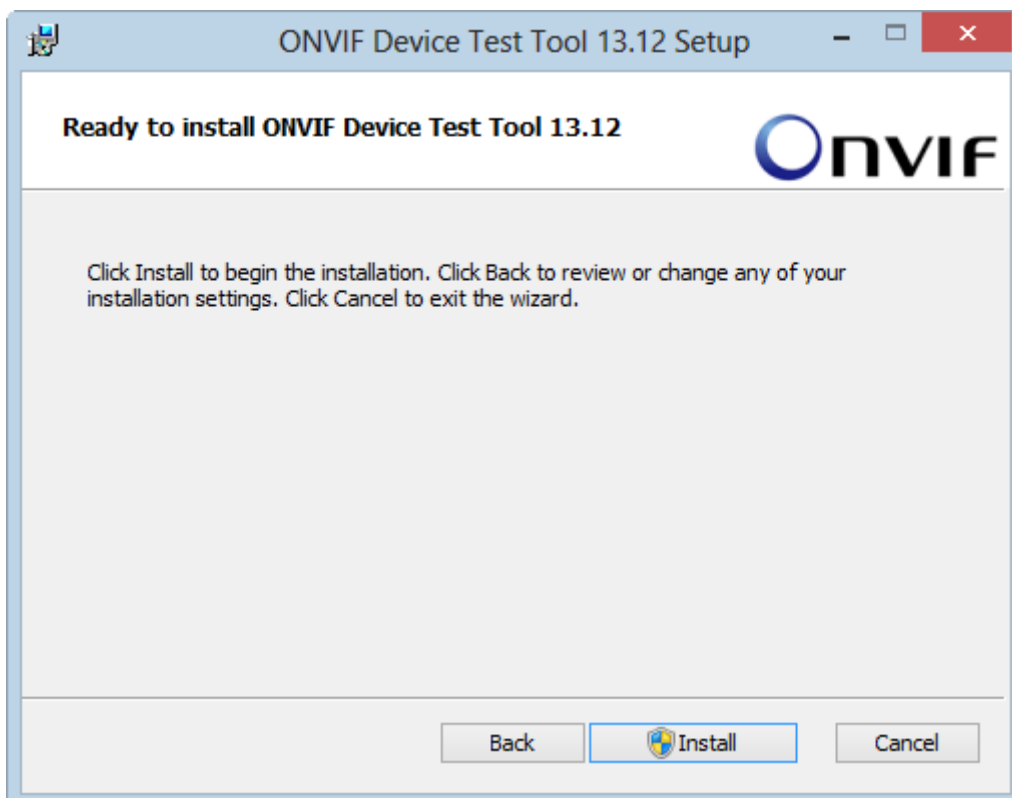 ONVIF Device Test Tool 13.12 Setup
Ready to install ONVIF Device Test Tool 13.12
ONVIF
Click Install to begin the installation. Click Back to review or change any of your
installation settings. Click Cancel to exit the wizard.
Back
Install
Cancel